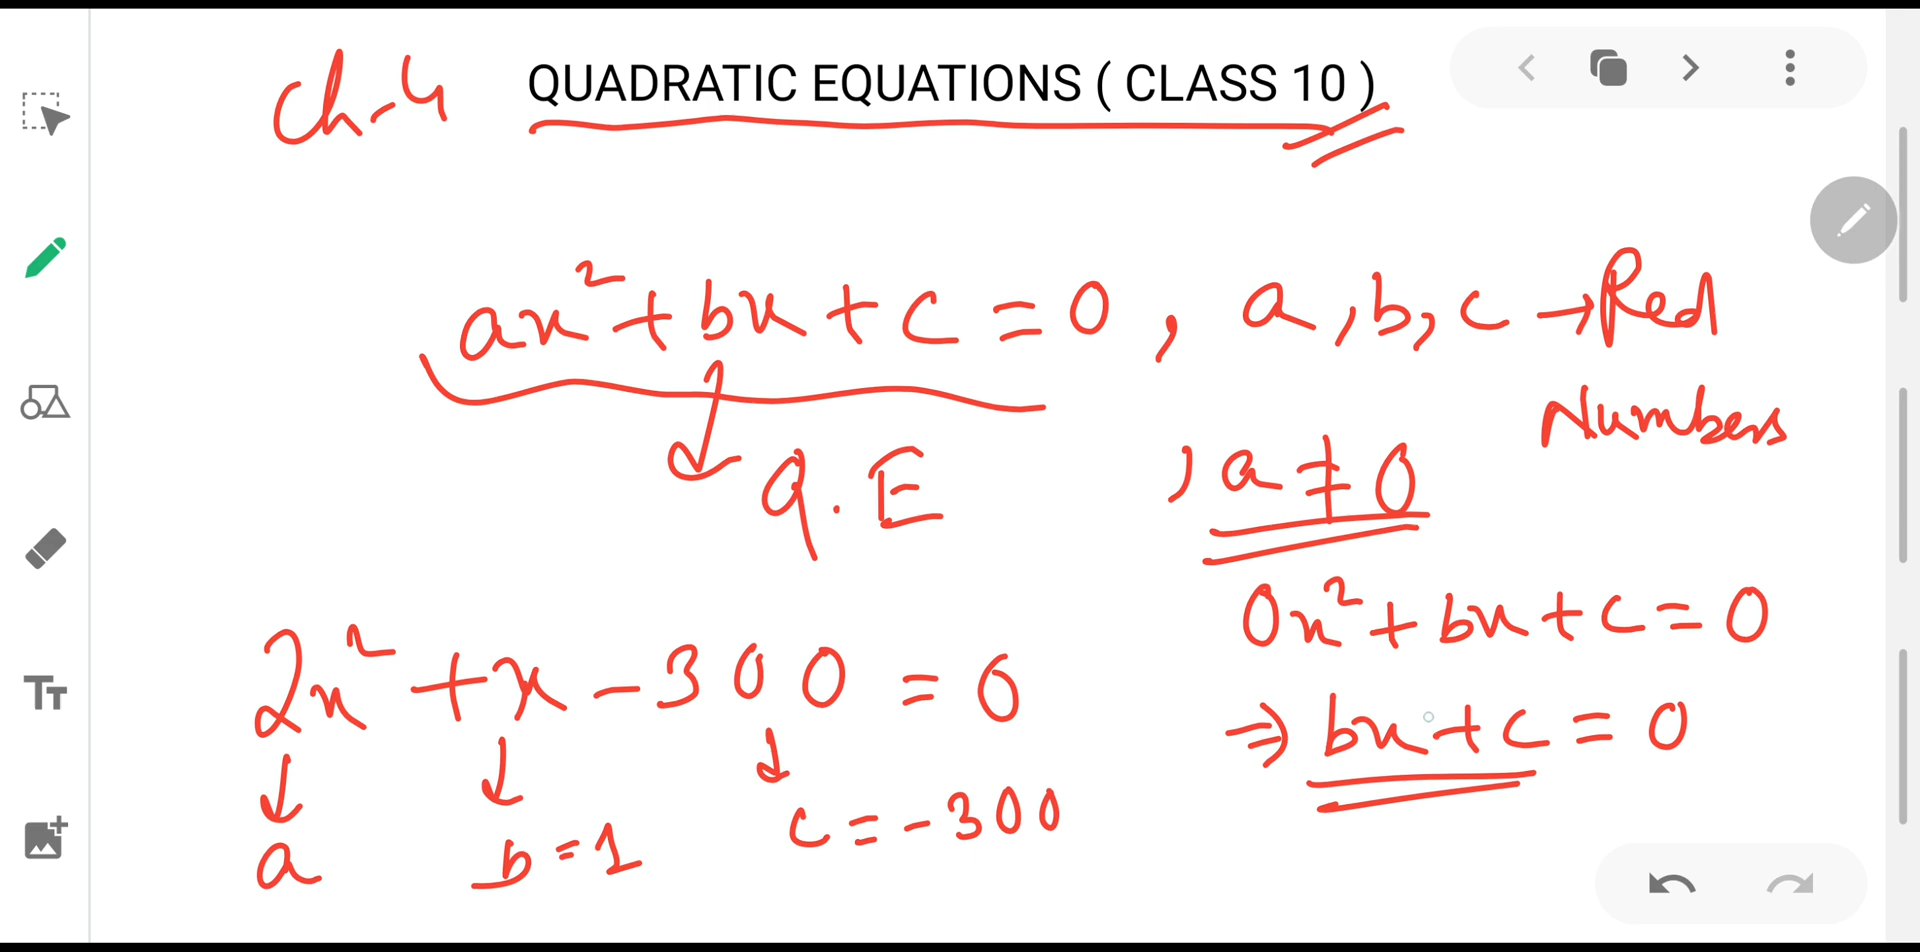 Ch-4 QUADRATIC EQUATIONS ( CLASS 10 )
ax² + bx + c = 0 , a, b, c → Real
Numbers
Q.E , a ≠ 0
0x² + bx + c = 0
2x² + x - 300 = 0
⇒ bx + c = 0
a b = 1 c = -300
TT